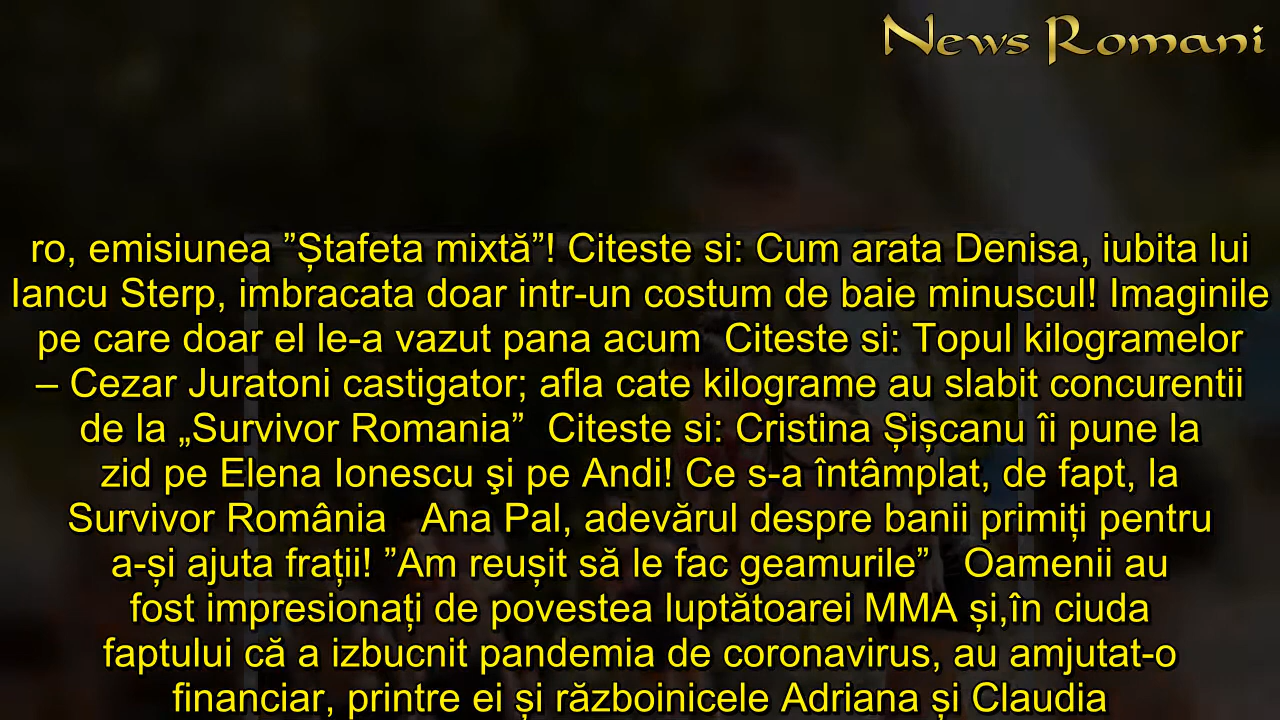 News Romani
ro, emisiunea ”Ștafeta mixtă”! Citeste si: Cum arata Denisa, iubita lui
Iancu Sterp, imbracata doar intr-un costum de baie minuscul! Imaginile
pe care doar el le-a vazut pana acum  Citeste si: Topul kilogramelor
– Cezar Juratoni castigator; afla cate kilograme au slabit concurentii
de la „Survivor Romania”  Citeste si: Cristina Șișcanu îi pune la
zid pe Elena Ionescu şi pe Andi! Ce s-a întâmplat, de fapt, la
Survivor România   Ana Pal, adevărul despre banii primiți pentru
a-și ajuta frații! ”Am reușit să le fac geamurile”   Oamenii au
fost impresionați de povestea luptătoarei MMA și,în ciuda
faptului că a izbucnit pandemia de coronavirus, au amjutat-o
financiar, printre ei și războinicele Adriana și Claudia